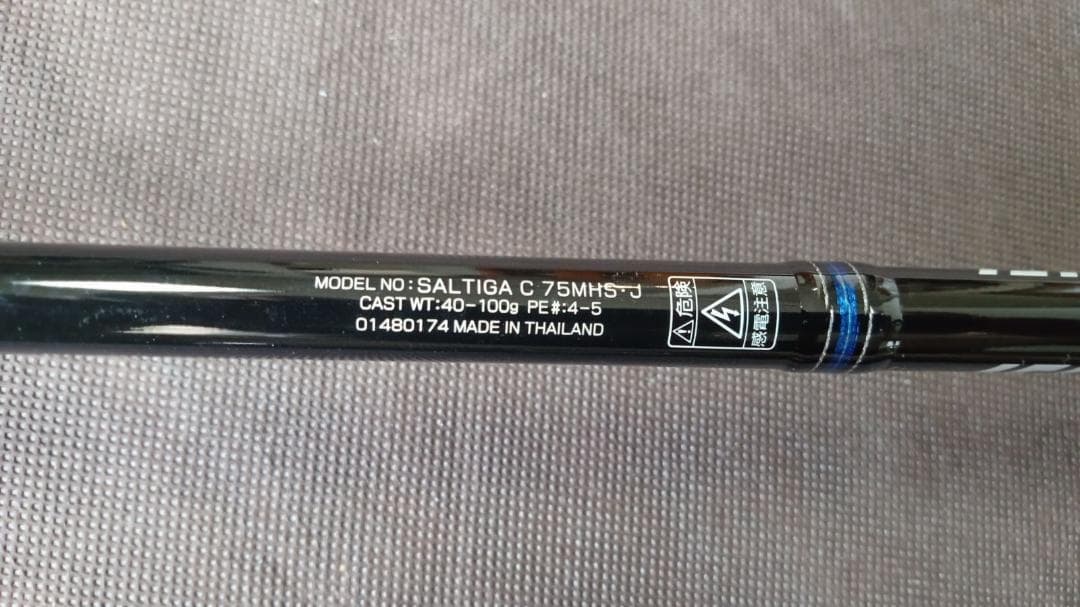 MODEL NO:SALTIGA C 75MHS·J
CAST WT:40-100g PE#:4-5
01480174 MADE IN THAILAND
危険
感電注意